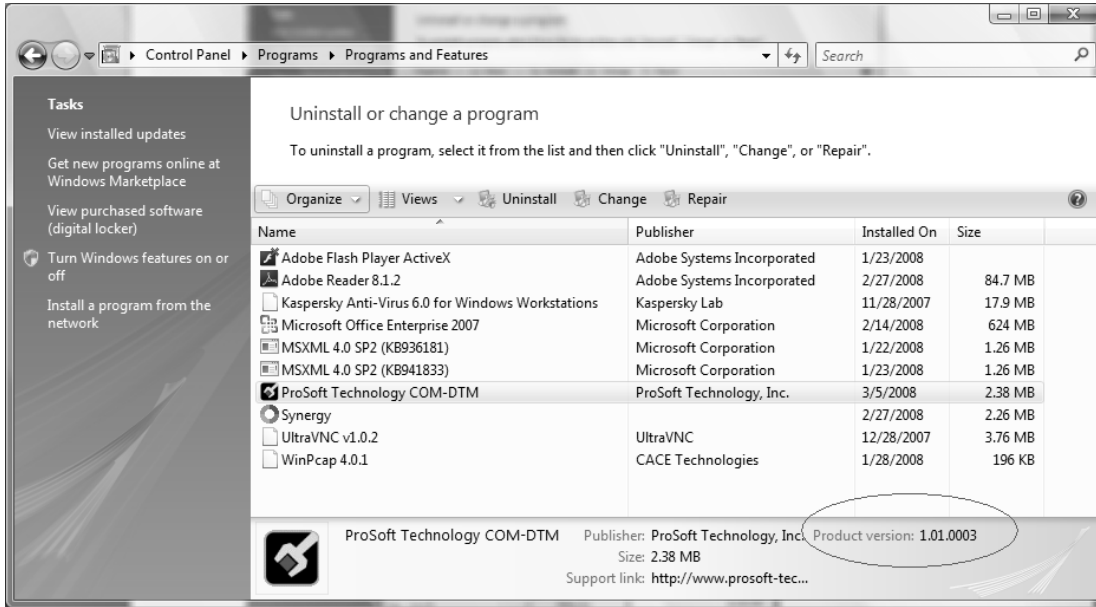 Control Panel Programs Programs and Features Search
Tasks
View installed updates
Get new programs online at
Windows Marketplace
View purchased software
(digital locker)
Turn Windows features on or
off
Install a program from the
network
Uninstall or change a program
To uninstall a program, select it from the list and then click "Uninstall", "Change", or "Repair".
Organize Views Uninstall Change Repair
Name Publisher Installed On Size
Adobe Flash Player ActiveX Adobe Systems Incorporated 1/23/2008
Adobe Reader 8.1.2 Adobe Systems Incorporated 2/27/2008 84.7 MB
Kaspersky Anti-Virus 6.0 for Windows Workstations Kaspersky Lab 11/28/2007 17.9 MB
Microsoft Office Enterprise 2007 Microsoft Corporation 2/14/2008 624 MB
MSXML 4.0 SP2 (KB936181) Microsoft Corporation 1/22/2008 1.26 MB
MSXML 4.0 SP2 (KB941833) Microsoft Corporation 1/23/2008 1.26 MB
ProSoft Technology COM-DTM ProSoft Technology, Inc. 3/5/2008 2.38 MB
Synergy 2/27/2008 2.26 MB
UltraVNC v1.0.2 UltraVNC 12/28/2007 3.76 MB
WinPcap 4.0.1 CACE Technologies 1/28/2008 196 KB
ProSoft Technology COM-DTM Publisher: ProSoft Technology, Inc. Product version: 1.01.0003
Size: 2.38 MB
Support link: http://www.prosoft-tec...